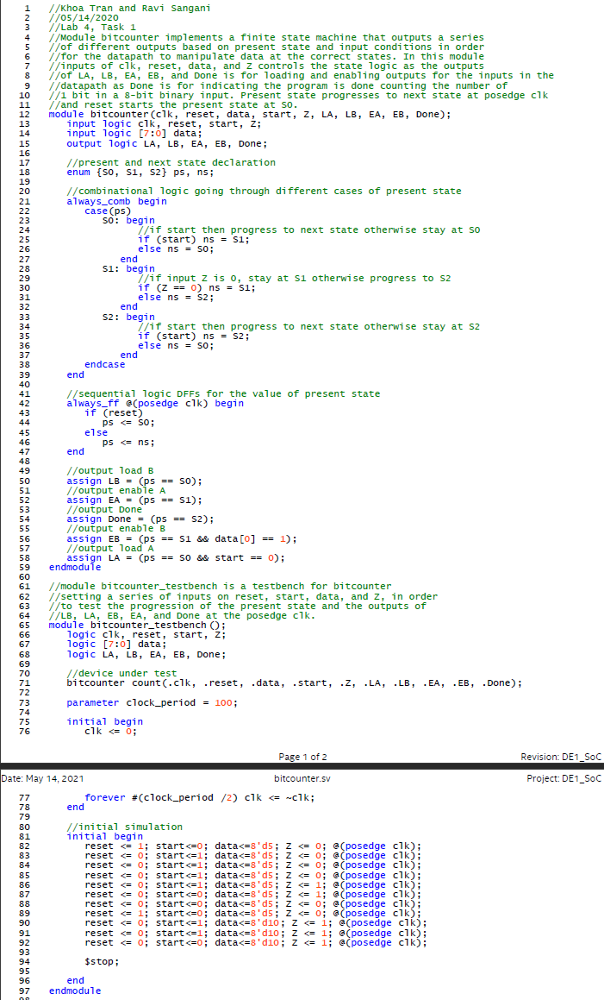 1 //Khoa Tran and Ravi Sangani
2 //05/14/2020
3 //Lab 4, Task 1
4 //Module bitcounter implements a finite state machine that outputs a series
5 //of different outputs based on present state and input conditions in order
6 //for the datapath to manipulate data at the correct states. In this module
7 //inputs of clk, reset, data, and Z controls the state logic as the outputs
8 //of LA, LB, EA, EB, and Done is for loading and enabling outputs for the inputs in the
9 //datapath as Done is for indicating the program is done counting the number of
10 //1 bit in a 8-bit binary input. Present state progresses to next state at posedge clk
11 //and reset starts the present state at S0.
12 module bitcounter(clk, reset, data, start, Z, LA, LB, EA, EB, Done);
13 input logic clk, reset, start, Z;
14 input logic [7:0] data;
15 output logic LA, LB, EA, EB, Done;
16
17 //present and next state declaration
18 enum {S0, S1, S2} ps, ns;
19
20 //combinational logic going through different cases of present state
21 always_comb begin
22 case(ps)
23 S0: begin
24 //if start then progress to next state otherwise stay at S0
25 if (start) ns = S1;
26 else ns = S0;
27 end
28 S1: begin
29 //if input Z is 0, stay at S1 otherwise progress to S2
30 if (Z == 0) ns = S1;
31 else ns = S2;
32 end
33 S2: begin
34 //if start then progress to next state otherwise stay at S2
35 if (start) ns = S2;
36 else ns = S0;
37 end
38 endcase
39 end
40
41 //sequential logic DFFs for the value of present state
42 always_ff @(posedge clk) begin
43 if (reset)
44 ps <= S0;
45 else
46 ps <= ns;
47 end
48
49 //output load B
50 assign LB = (ps == S0);
51 //output enable A
52 assign EA = (ps == S1);
53 //output Done
54 assign Done = (ps == S2);
55 //output enable B
56 assign EB = (ps == S1 && data[0] == 1);
57 //output load A
58 assign LA = (ps == S0 && start == 0);
59 endmodule
60
61 //module bitcounter_testbench is a testbench for bitcounter
62 //setting a series of inputs on reset, start, data, and Z, in order
63 //to test the progression of the present state and the outputs of
64 //LB, LA, EB, EA, and Done at the posedge clk.
65 module bitcounter_testbench();
66 logic clk, reset, start, Z;
67 logic [7:0] data;
68 logic LA, LB, EA, EB, Done;
69
70 //device under test
71 bitcounter count(.clk, .reset, .data, .start, .Z, .LA, .LB, .EA, .EB, .Done);
72
73 parameter clock_period = 100;
74
75 initial begin
76 clk <= 0;
Page 1 of 2 Revision: DE1_SoC
Date: May 14, 2021 bitcounter.sv Project: DE1_SoC
77 forever #(clock_period /2) clk <= ~clk;
78 end
79
80 //initial simulation
81 initial begin
82 reset <= 1; start<=0; data<=8'd5; Z <= 0; @(posedge clk);
83 reset <= 0; start<=1; data<=8'd5; Z <= 0; @(posedge clk);
84 reset <= 0; start<=1; data<=8'd5; Z <= 0; @(posedge clk);
85 reset <= 0; start<=1; data<=8'd5; Z <= 0; @(posedge clk);
86 reset <= 0; start<=1; data<=8'd5; Z <= 1; @(posedge clk);
87 reset <= 0; start<=0; data<=8'd5; Z <= 1; @(posedge clk);
88 reset <= 0; start<=0; data<=8'd5; Z <= 0; @(posedge clk);
89 reset <= 1; start<=0; data<=8'd5; Z <= 0; @(posedge clk);
90 reset <= 0; start<=1; data<=8'd10; Z <= 1; @(posedge clk);
91 reset <= 0; start<=1; data<=8'd10; Z <= 1; @(posedge clk);
92 reset <= 0; start<=0; data<=8'd10; Z <= 1; @(posedge clk);
93
94 $stop;
95
96 end
97 endmodule